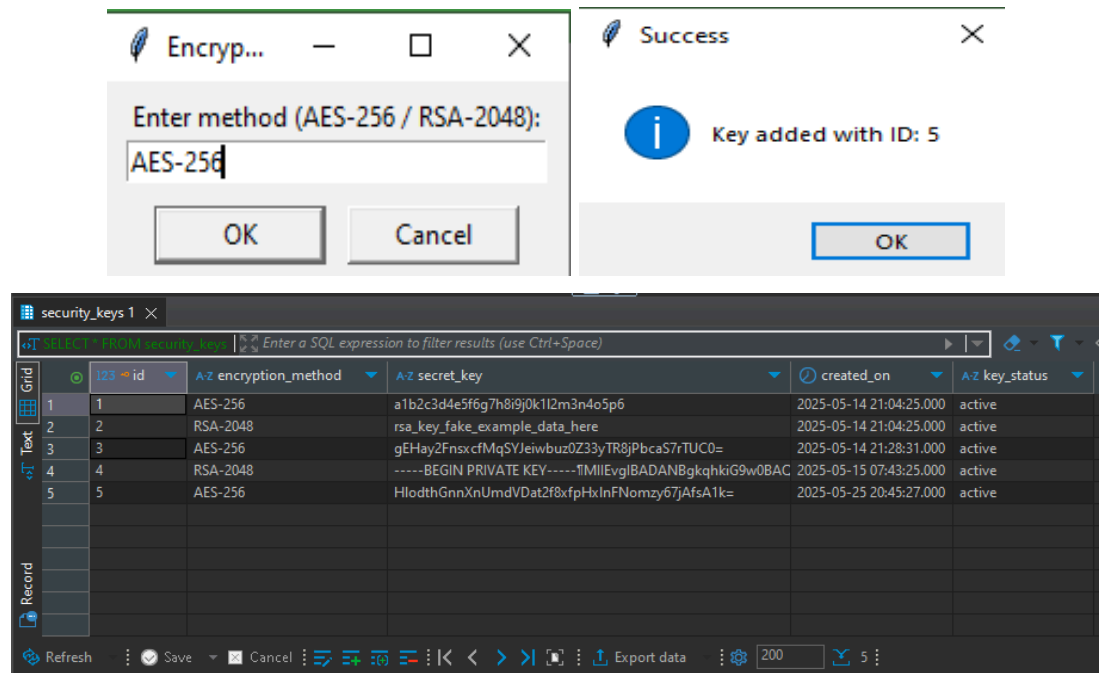 Encryp...
Enter method (AES-256 / RSA-2048):
AES-256
OK Cancel
Success
Key added with ID: 5
OK
security_keys 1
SELECT * FROM security_keys Enter a SQL expression to filter results (use Ctrl+Space)
Grid
Text
Record
123 id A-Z encryption_method A-Z secret_key created_on A-Z key_status
1 1 AES-256 a1b2c3d4e5f6g7h8i9j0k1l2m3n4o5p6 2025-05-14 21:04:25.000 active
2 2 RSA-2048 rsa_key_fake_example_data_here 2025-05-14 21:04:25.000 active
3 3 AES-256 gEHay2FnsxcfMqSYJeiwbuz0Z33yTR8jPbcaS7rTUC0= 2025-05-14 21:28:31.000 active
4 4 RSA-2048 -----BEGIN PRIVATE KEY-----¶MIIEvgIBADANBgkqhkiG9w0BAQ 2025-05-15 07:43:25.000 active
5 5 AES-256 HIodthGnnXnUmdVDat2f8xfpHxInFNomzy67jAfsA1k= 2025-05-25 20:45:27.000 active
Refresh Save Cancel Export data 200 5